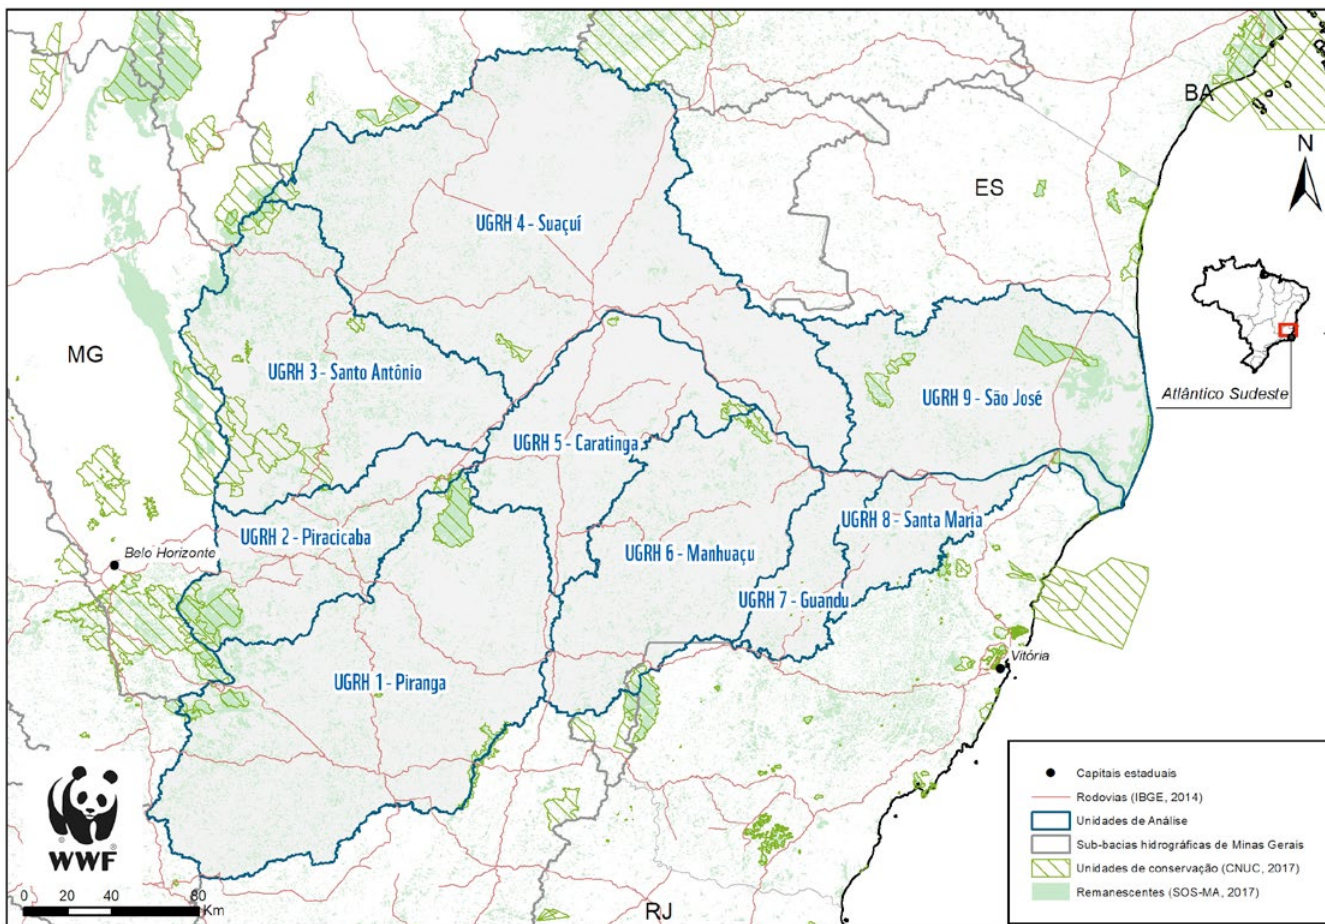 BA
N
ES
UGRH 4 - Suaçuí
MG
UGRH 3 - Santo Antônio
UGRH 9 - São José
Atlântico Sudeste
UGRH 5 - Caratinga
UGRH 8 - Santa Maria
UGRH 2 - Piracicaba
Belo Horizonte
UGRH 6 - Manhuaçu
UGRH 7 - Guandu
Vitória
UGRH 1 - Piranga
WWF
0 20 40 80
Km
RJ
Capitais estaduais
Rodovias (IBGE, 2014)
Unidades de Análise
Sub-bacias hidrográficas de Minas Gerais
Unidades de conservação (CNUC, 2017)
Remanescentes (SOS-MA, 2017)